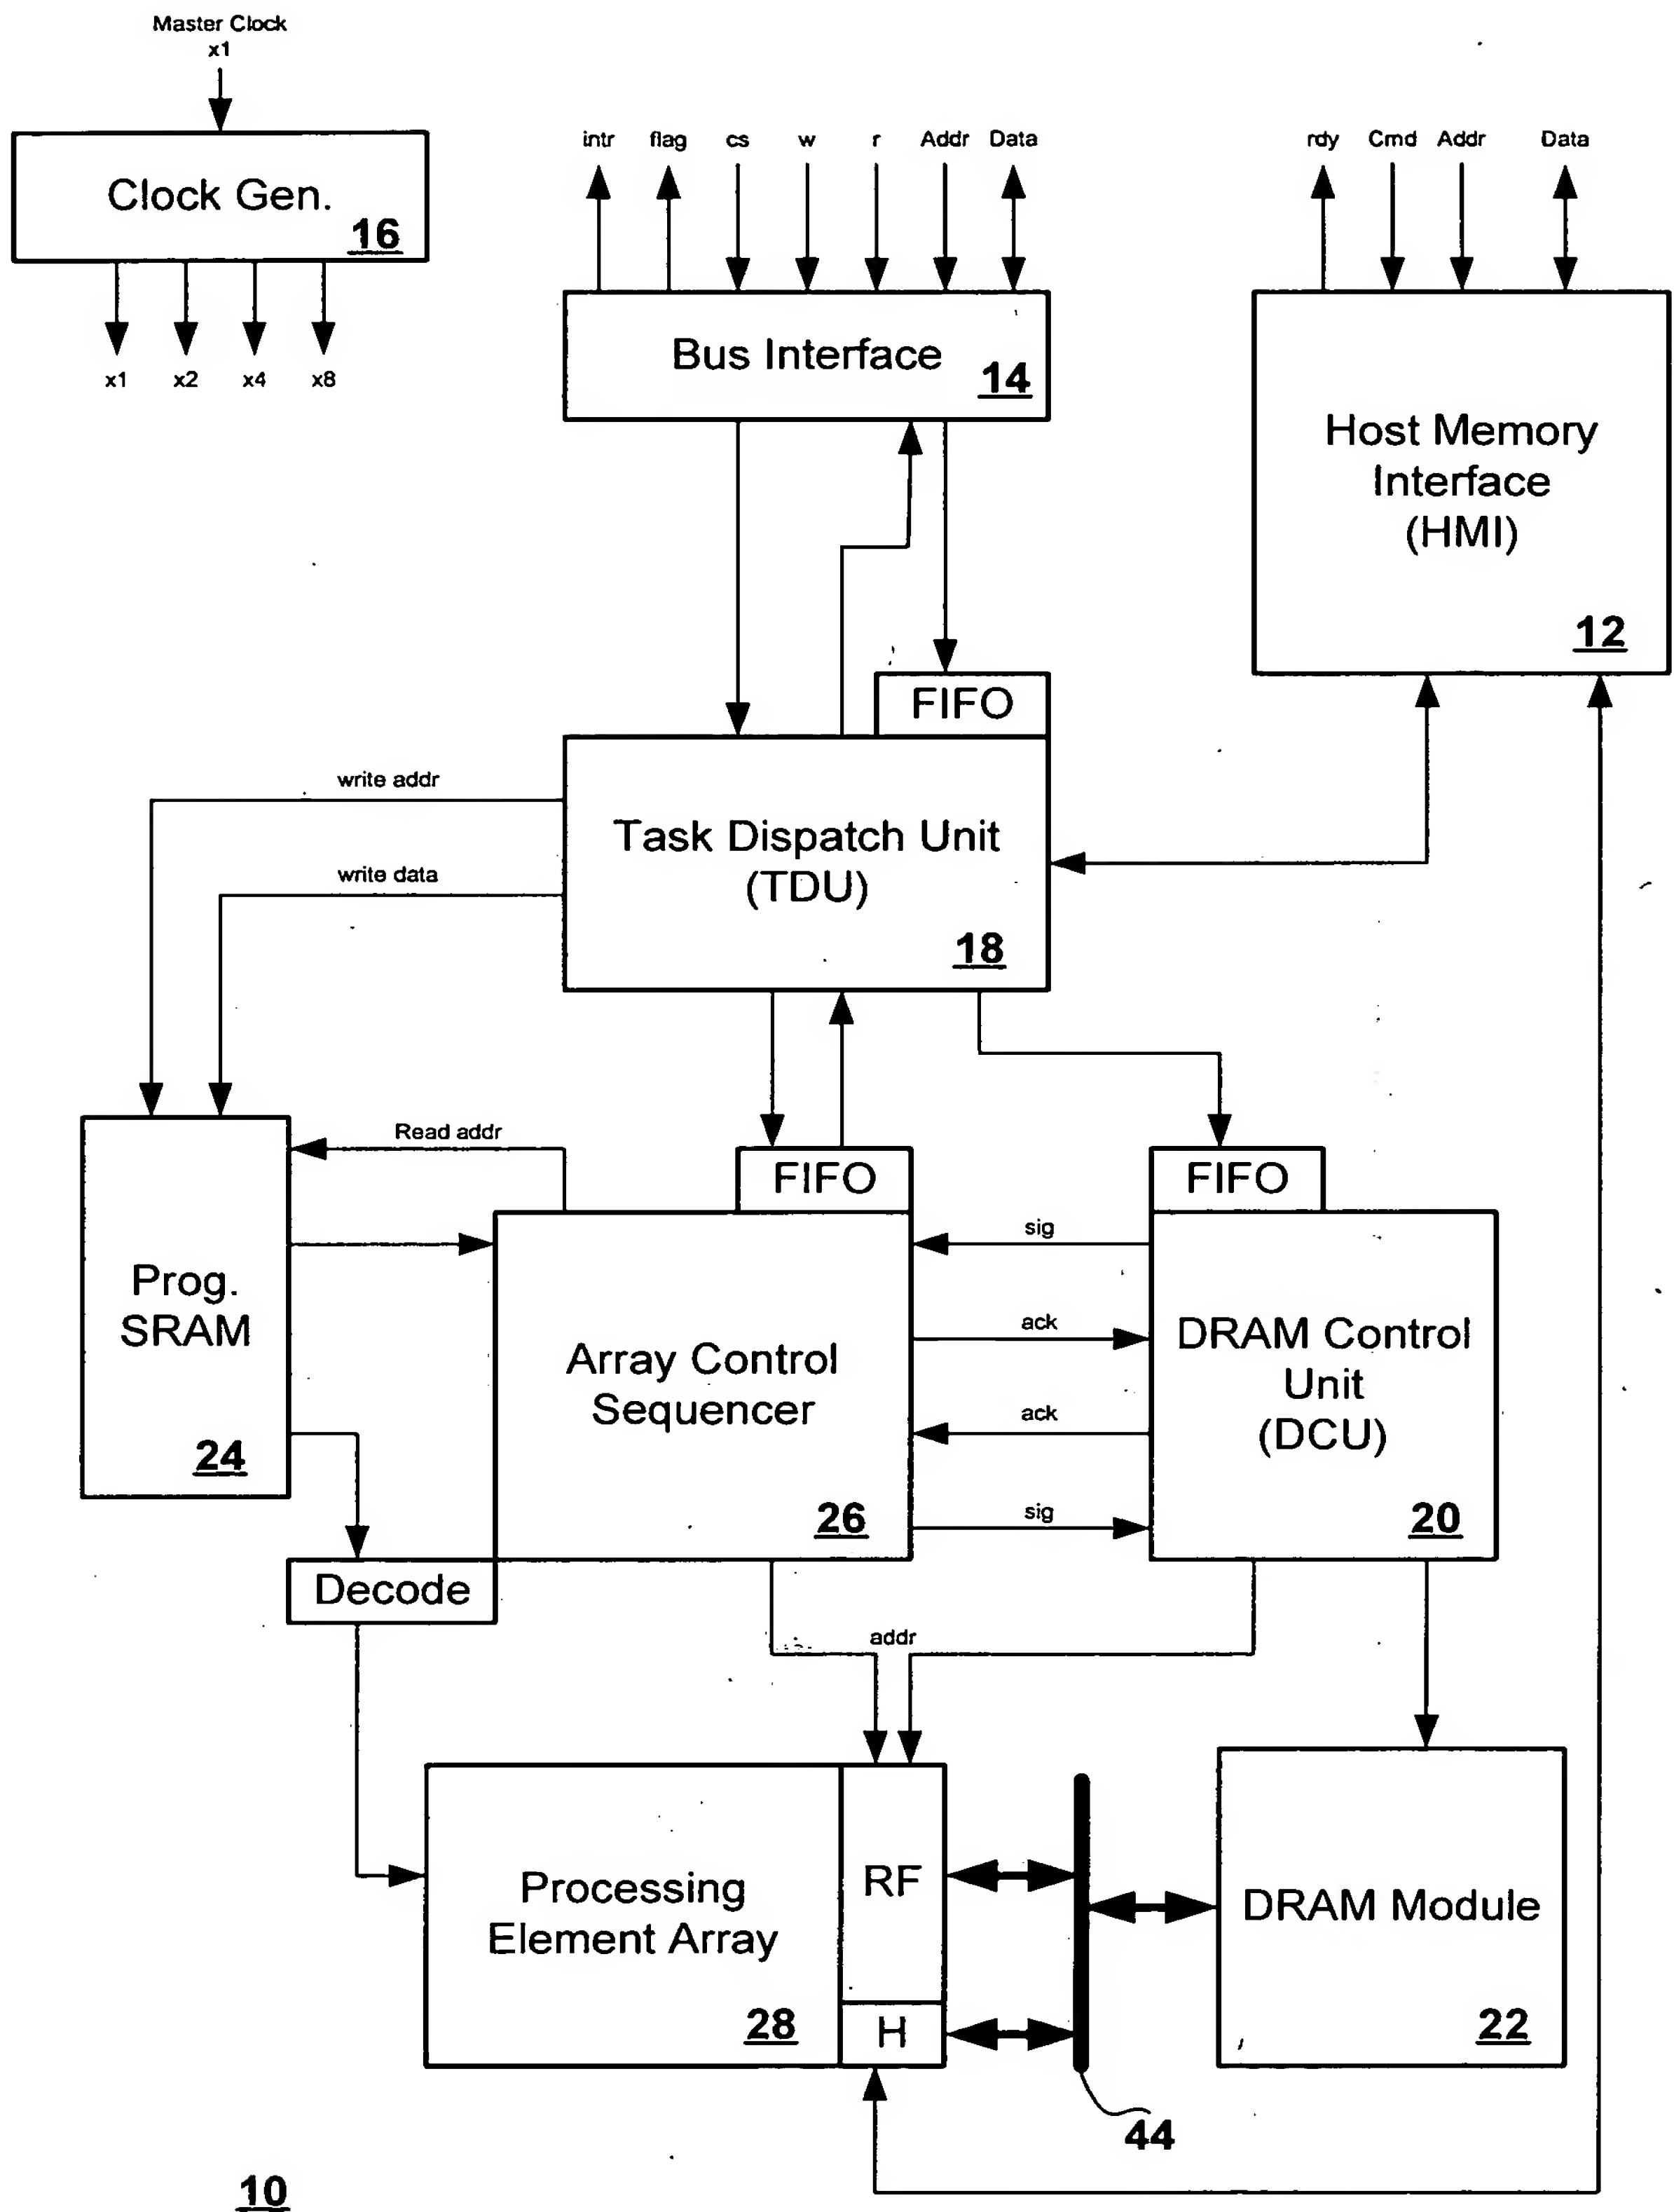 Master Clock
x1
Clock Gen.
16
x1 x2 x4 x8
intr flag cs w r Addr Data
Bus Interface
14
rdy Cmd Addr Data
Host Memory
Interface
(HMI)
12
FIFO
Task Dispatch Unit
(TDU)
18
write addr
write data
Prog.
SRAM
24
Read addr
FIFO
Array Control
Sequencer
26
sig
ack
ack
sig
FIFO
DRAM Control
Unit
(DCU)
20
Decode
addr
Processing
Element Array
28
RF
H
44
DRAM Module
22
10